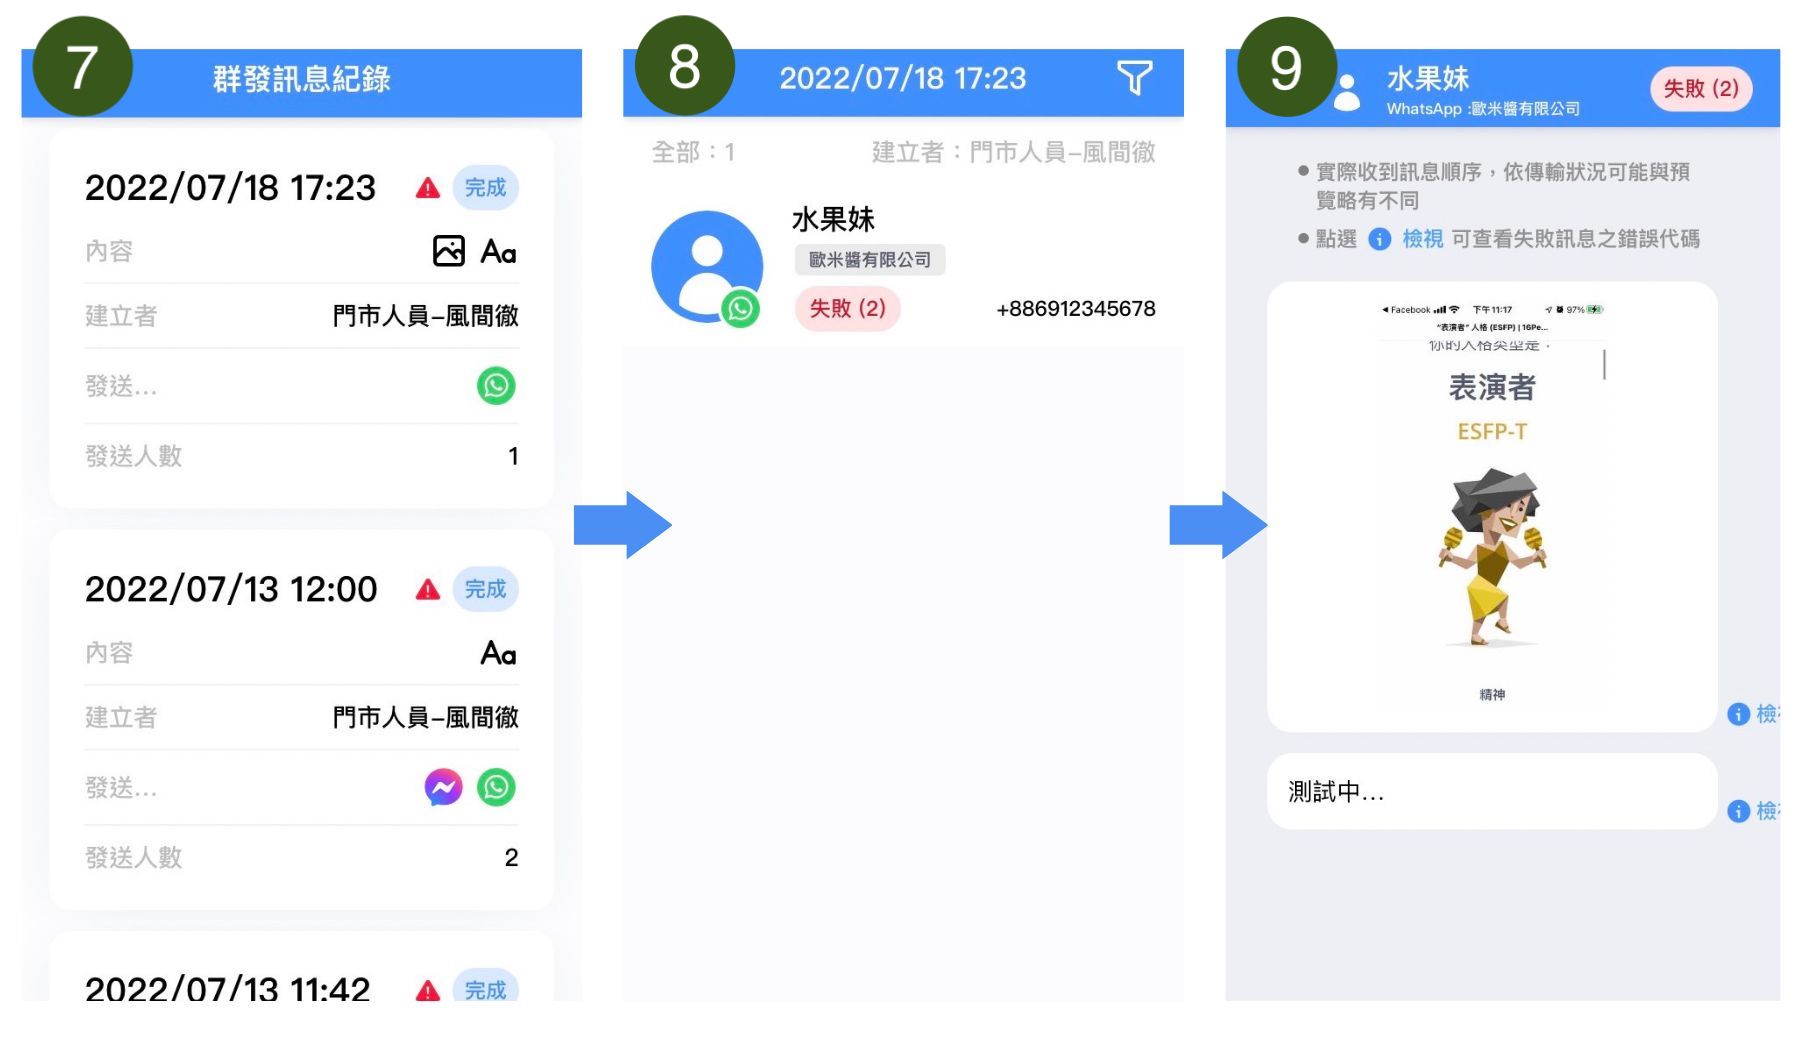 7
群發訊息紀錄
2022/07/18 17:23 完成
內容 Aa
建立者 門市人員–風間徹
發送...
發送人數 1
2022/07/13 12:00 完成
內容 Aa
建立者 門市人員–風間徹
發送...
發送人數 2
2022/07/13 11:42 完成
8
2022/07/18 17:23
全部：1 建立者：門市人員–風間徹
水果妹
歐米醬有限公司
失敗 (2) +886912345678
9
水果妹
WhatsApp :歐米醬有限公司
失敗 (2)
實際收到訊息順序，依傳輸狀況可能與預
覽略有不同
點選 檢視 可查看失敗訊息之錯誤代碼
Facebook 下午11:17 97%
“表演者” 人格 (ESFP) | 16Pe...
你的人格类型是：
表演者
ESFP-T
精神
檢
測試中...
檢